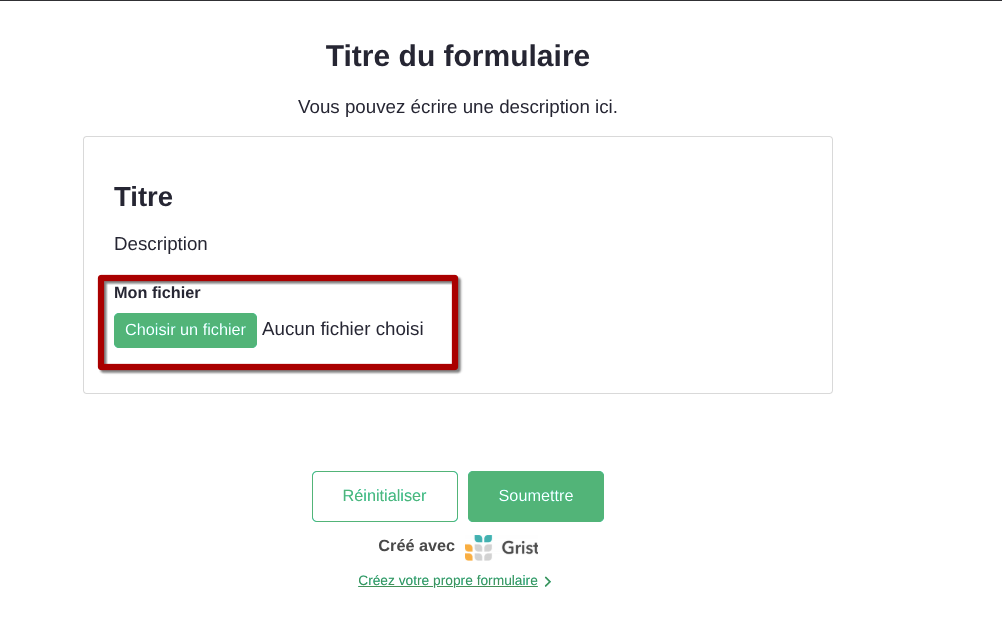 Titre du formulaire
Vous pouvez écrire une description ici.
Titre
Description
Mon fichier
Choisir un fichier Aucun fichier choisi
Réinitialiser Soumettre
Créé avec Grist
Créez votre propre formulaire